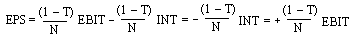 EPS = (1 – T)/N EBIT – (1 – T)/N INT = – (1 – T)/N INT = + (1 – T)/N EBIT